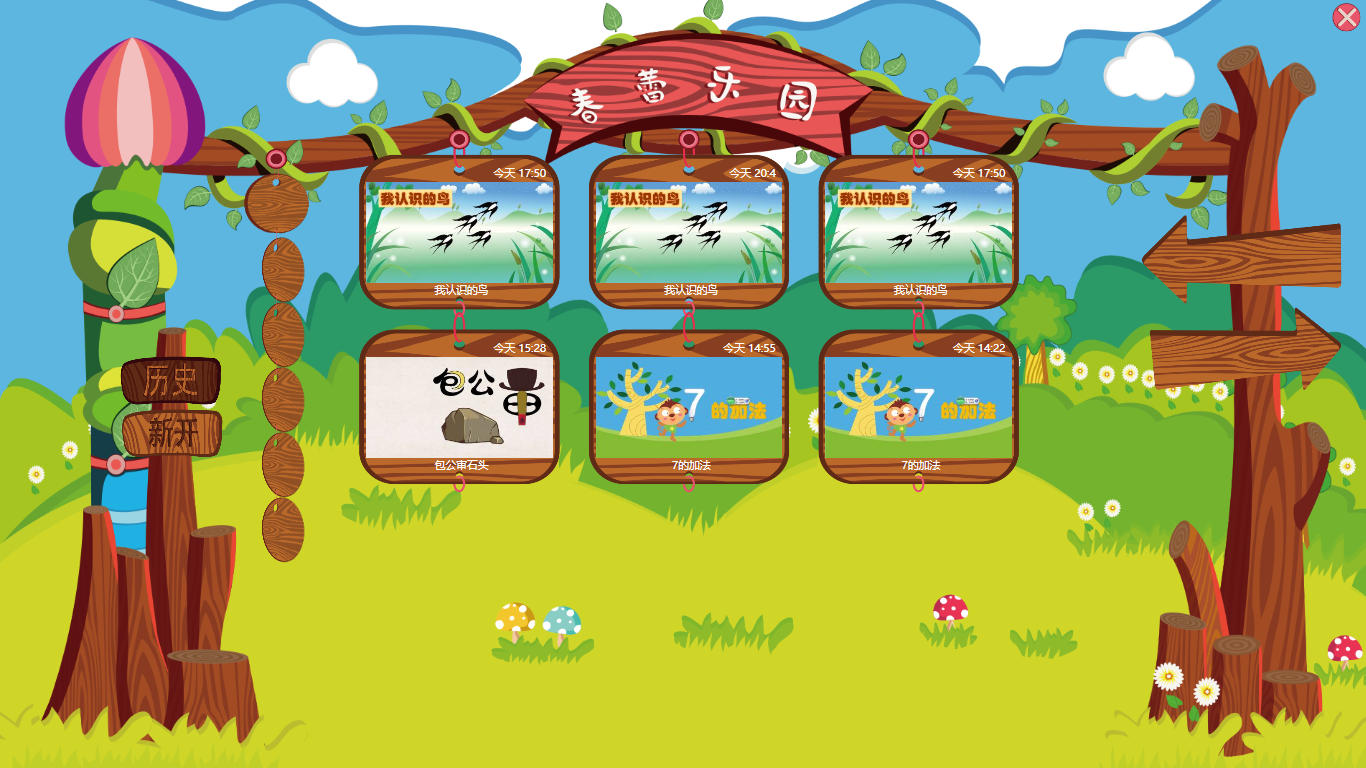 春蕾乐园
今天 17:50
我认识的鸟
我认识的鸟
今天 20:4
我认识的鸟
我认识的鸟
今天 17:50
我认识的鸟
我认识的鸟
历史
新开
今天 15:28
包公审
包公审石头
今天 14:55
7的加法
7的加法
今天 14:22
7的加法
7的加法